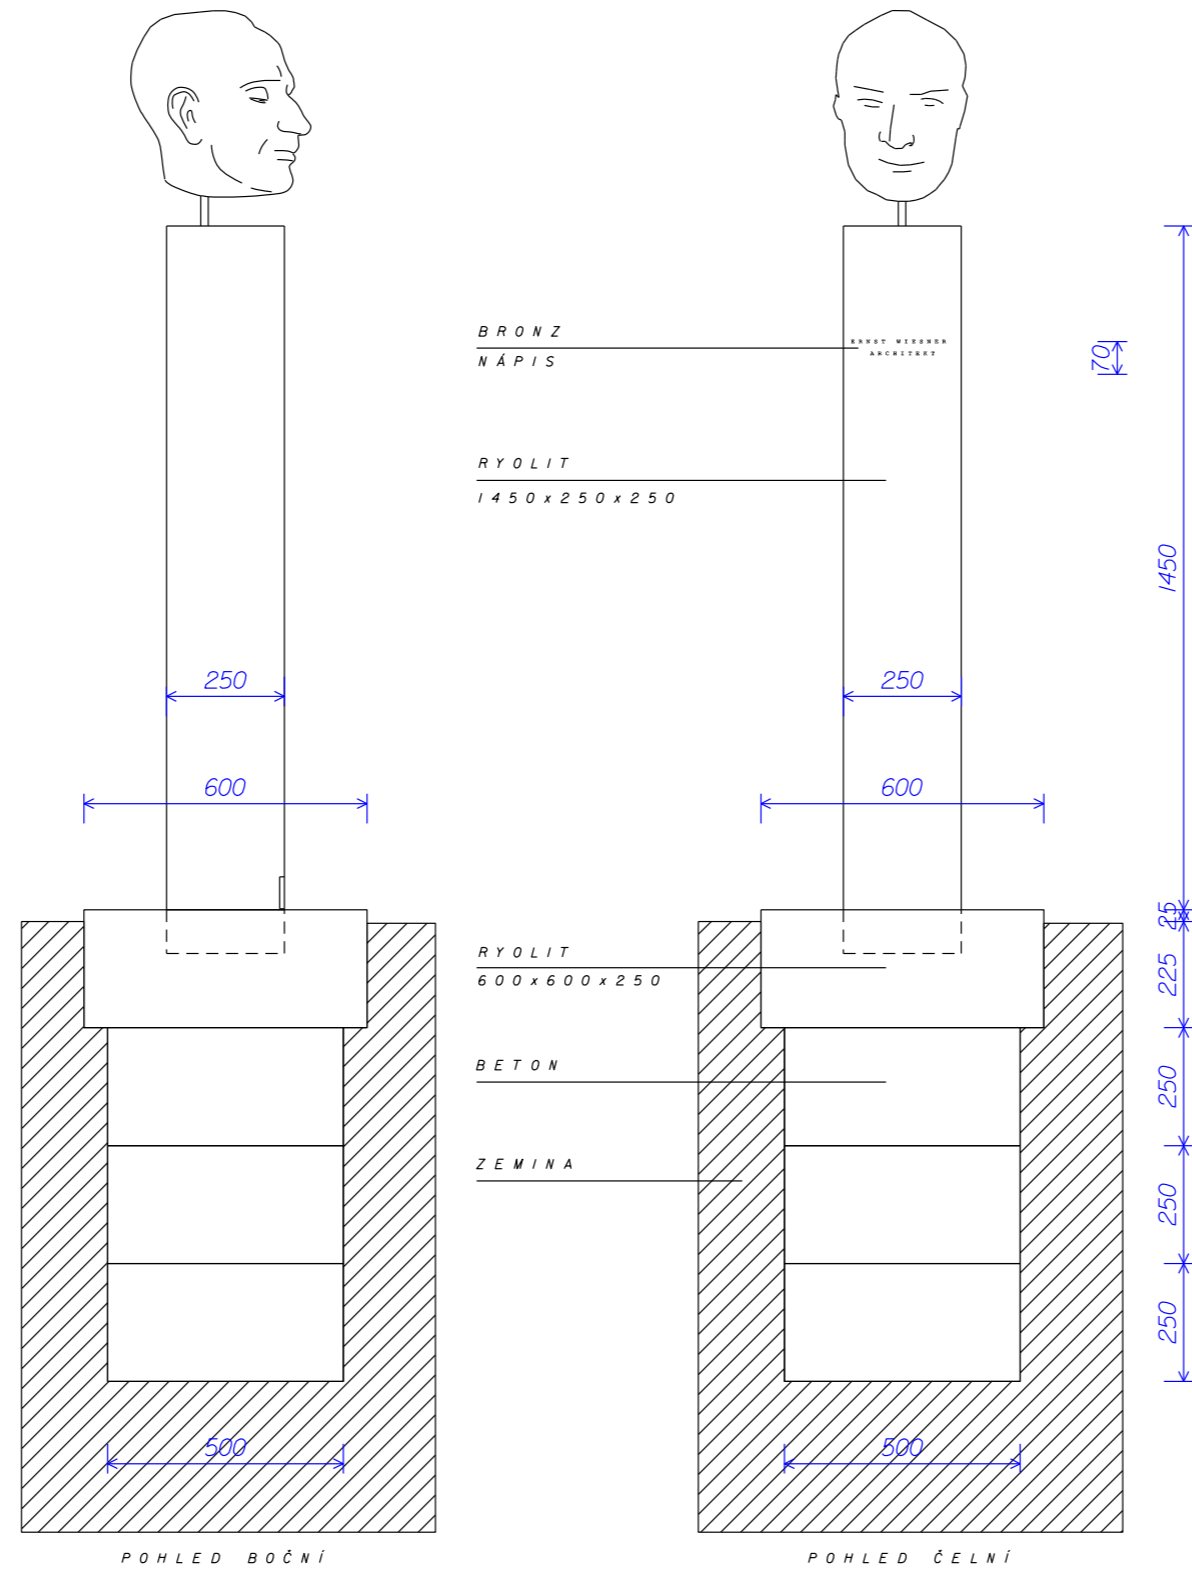 BRONZ
NÁPIS
ERNST WIESNER
ARCHITEKT
70
RYOLIT
1450x250x250
1450
250
250
600
600
25
RYOLIT
600x600x250
225
BETON
250
ZEMINA
250
250
500
500
POHLED BOČNÍ
POHLED ČELNÍ